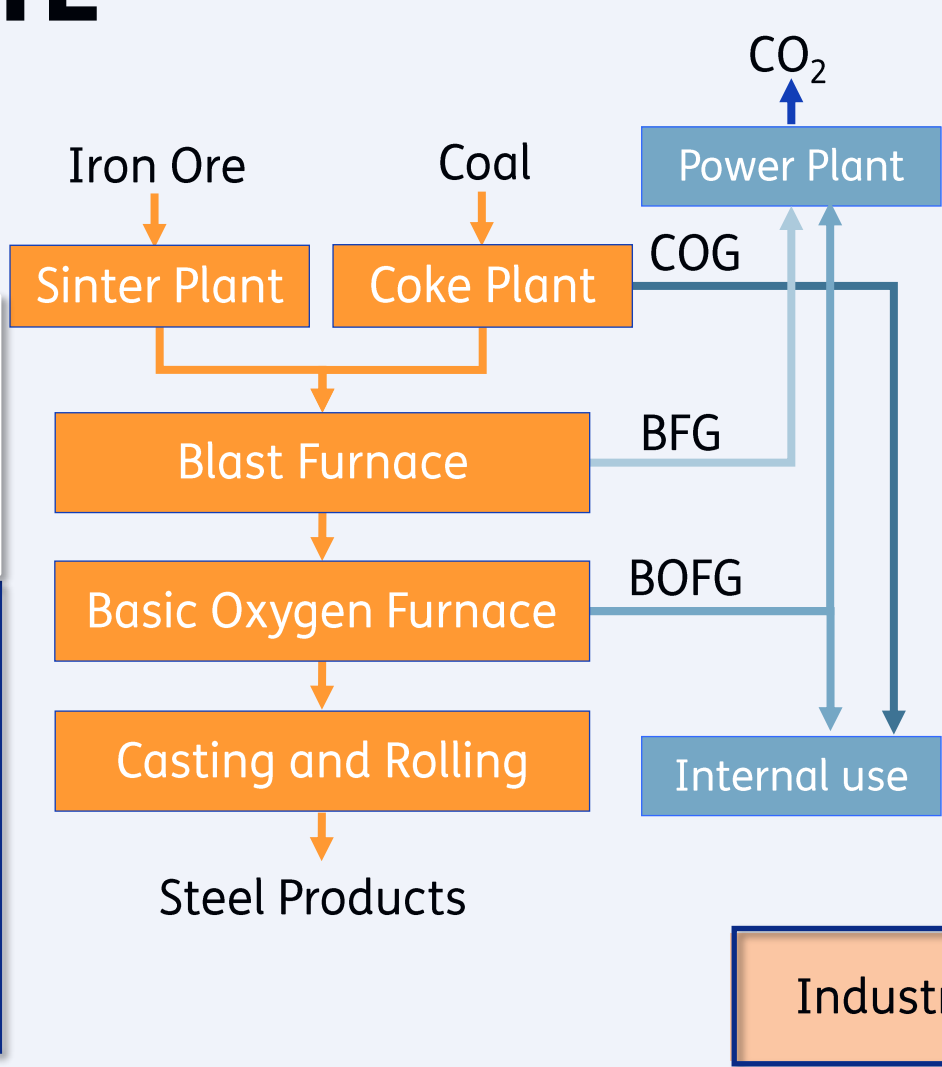 CO₂
Iron Ore
Coal
Power Plant
COG
Sinter Plant
Coke Plant
BFG
Blast Furnace
BOFG
Basic Oxygen Furnace
Casting and Rolling
Internal use
Steel Products